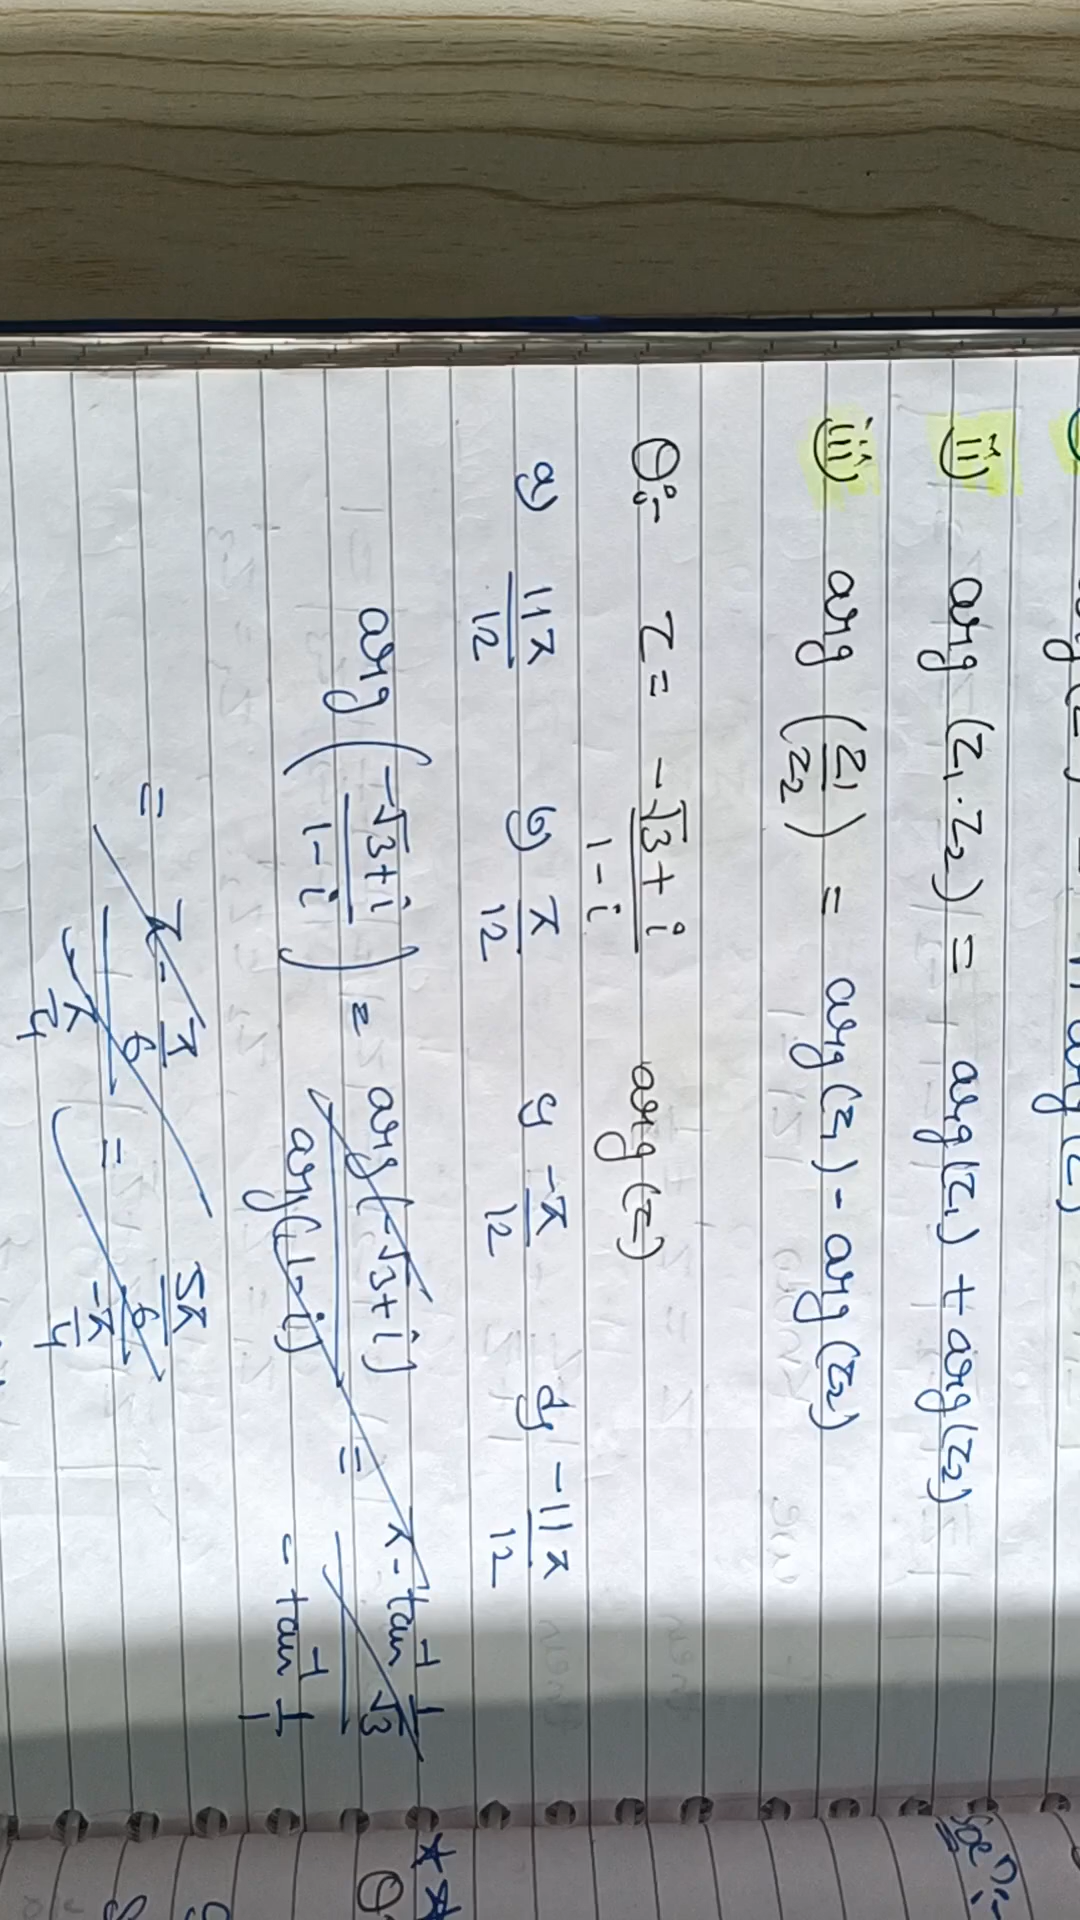 ii) arg (z₁.z₂) = arg(z₁) + arg(z₂)
iii) arg (z₁/z₂) = arg(z₁) - arg(z₂)
Q:- z = (-√3 + i)/(1 - i) arg(z)
a) 11π/12 b) π/12 c) -π/12 d) -11π/12
arg ((-√3+i)/(1-i)) = arg(-√3+i)/arg(1-i) = (π - tan⁻¹ 1/√3)/(- tan⁻¹ 1/1)
= (π - π/6)/(-π/4) = (5π/6)/(-π/4)